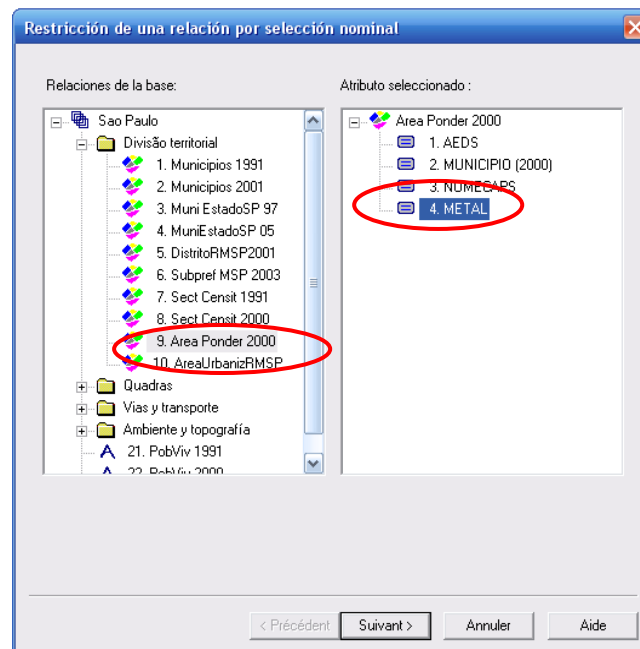 Restricción de una relación por selección nominal
Relaciones de la base:
Sao Paulo
Divisão territorial
1. Municipios 1991
2. Municipios 2001
3. Muni EstadoSP 97
4. MuniEstadoSP 05
5. DistritoRMSP2001
6. Subpref MSP 2003
7. Sect Censit 1991
8. Sect Censit 2000
9. Area Ponder 2000
10. AreaUrbanizRMSP
Quadras
Vias y transporte
Ambiente y topografía
21. PobViv 1991
22. PobViv 2000
Atributo seleccionado :
Area Ponder 2000
1. AEDS
2. MUNICIPIO (2000)
3. NUMECAPS
4. METAL
< Précédent
Suivant >
Annuler
Aide